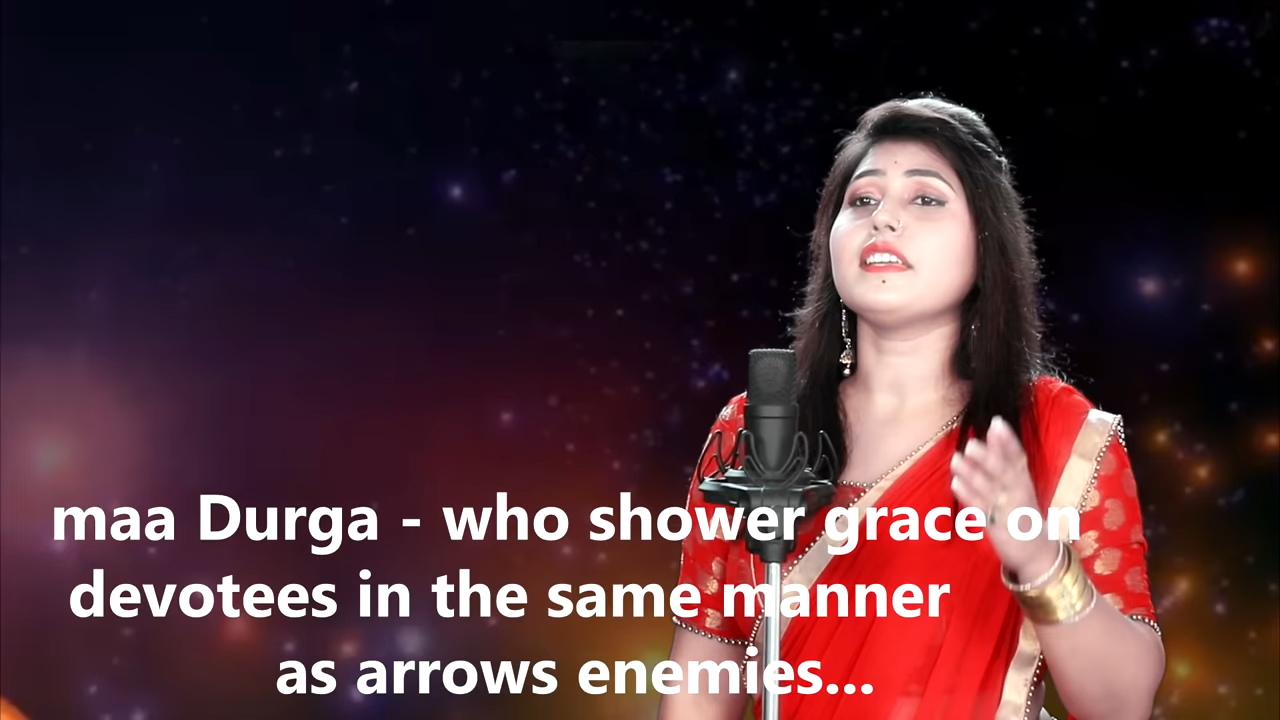 maa Durga - who shower grace on
devotees in the same manner
as arrows enemies...